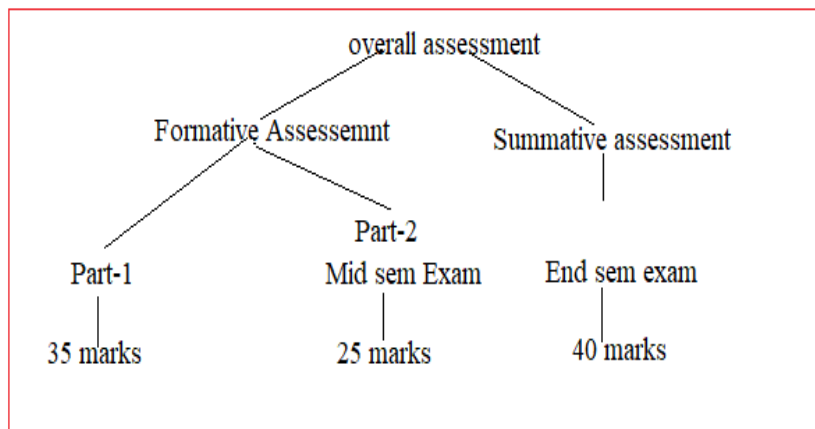 overall assessment
Formative Assessemnt
Summative assessment
Part-2
Part-1
Mid sem Exam
End sem exam
35 marks
25 marks
40 marks